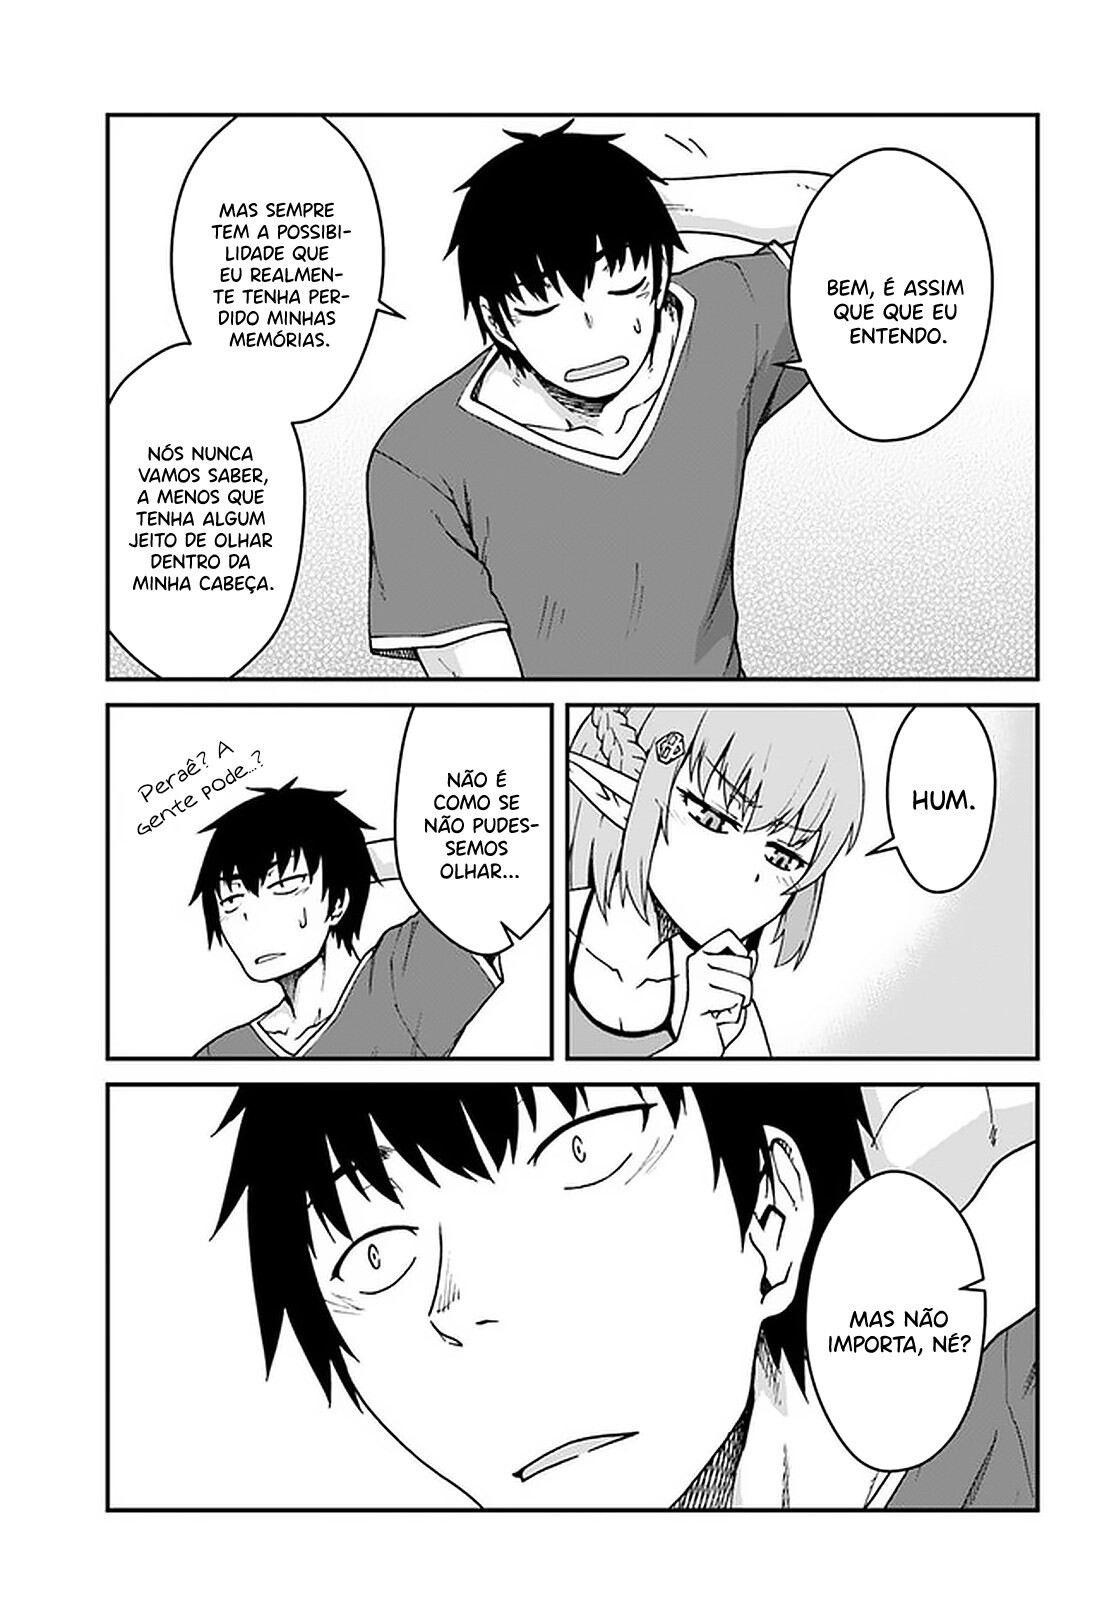 BEM, É ASSIM
QUE QUE EU
ENTENDO.
MAS SEMPRE
TEM A POSSIBI-
LIDADE QUE
EU REALMEN-
TE TENHA PER-
DIDO MINHAS
MEMÓRIAS.
NÓS NUNCA
VAMOS SABER,
A MENOS QUE
TENHA ALGUM
JEITO DE OLHAR
DENTRO DA
MINHA CABEÇA.
HUM.
NÃO É
COMO SE
NÃO PUDES-
SEMOS
OLHAR...
Peraê? A
gente pode...?
MAS NÃO
IMPORTA, NÉ?